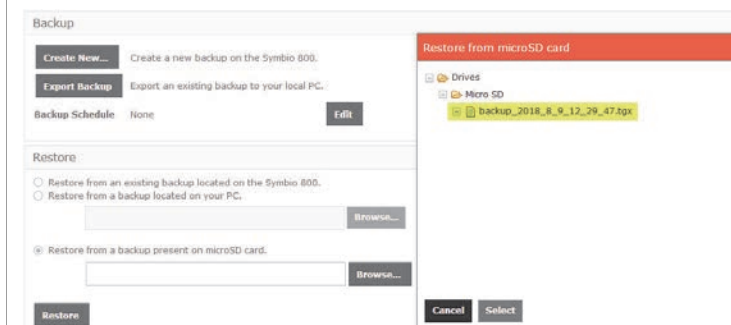 Backup
Create New... Create a new backup on the Symbio 800.
Export Backup Export an existing backup to your local PC.
Backup Schedule None Edit
Restore
Restore from an existing backup located on the Symbio 800.
Restore from a backup located on your PC.
Browse...
Restore from a backup present on microSD card.
Browse...
Restore
Restore from microSD card
Drives
Micro SD
backup_2018_8_9_12_29_47.tgx
Cancel Select